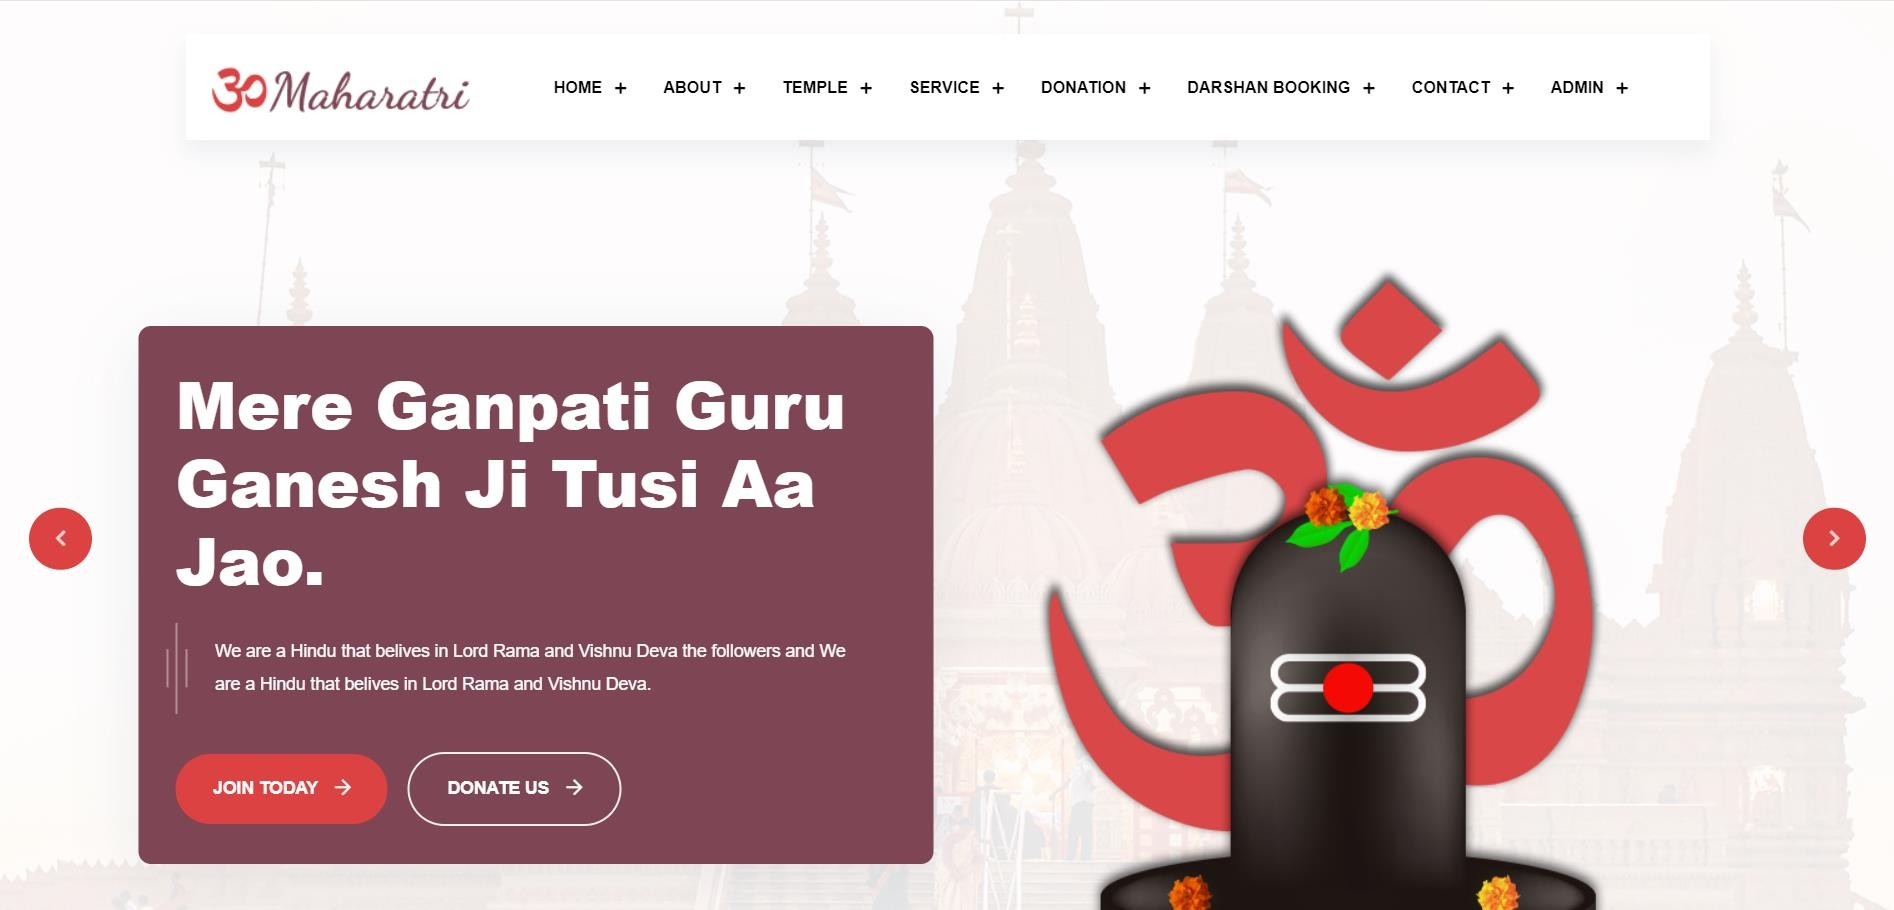 Maharatri
HOME + ABOUT + TEMPLE + SERVICE + DONATION + DARSHAN BOOKING + CONTACT + ADMIN +
Mere Ganpati Guru
Ganesh Ji Tusi Aa
Jao.
We are a Hindu that belives in Lord Rama and Vishnu Deva the followers and We
are a Hindu that belives in Lord Rama and Vishnu Deva.
JOIN TODAY → DONATE US →